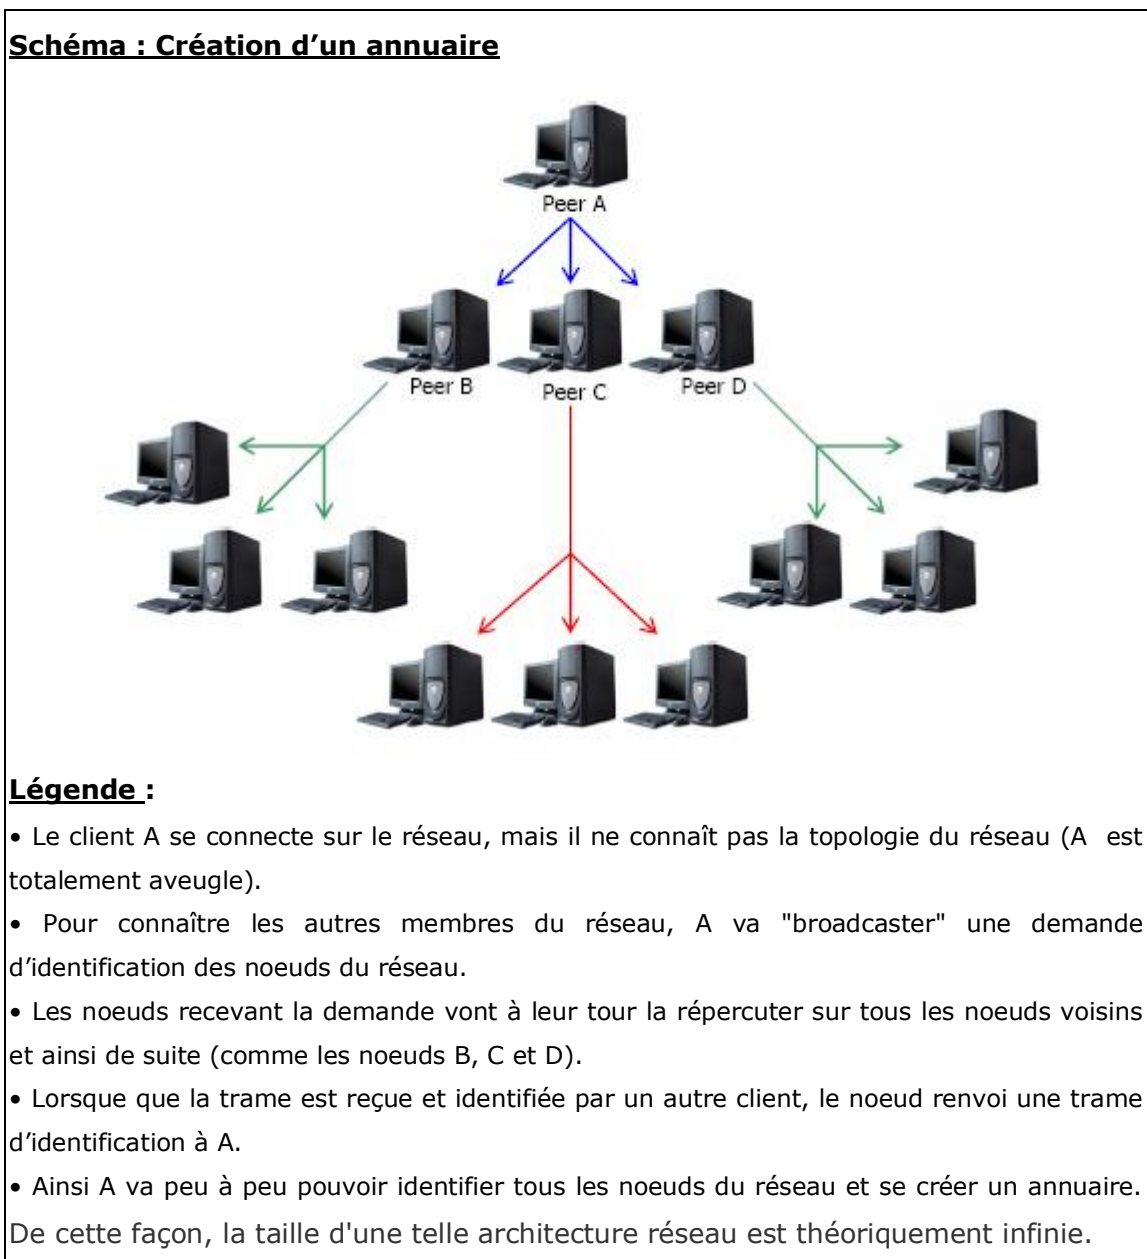 Schéma : Création d’un annuaire
Peer A
Peer B
Peer C
Peer D
Légende :
• Le client A se connecte sur le réseau, mais il ne connaît pas la topologie du réseau (A est
totalement aveugle).
• Pour connaître les autres membres du réseau, A va "broadcaster" une demande
d’identification des noeuds du réseau.
• Les noeuds recevant la demande vont à leur tour la répercuter sur tous les noeuds voisins
et ainsi de suite (comme les noeuds B, C et D).
• Lorsque que la trame est reçue et identifiée par un autre client, le noeud renvoi une trame
d’identification à A.
• Ainsi A va peu à peu pouvoir identifier tous les noeuds du réseau et se créer un annuaire.
De cette façon, la taille d'une telle architecture réseau est théoriquement infinie.